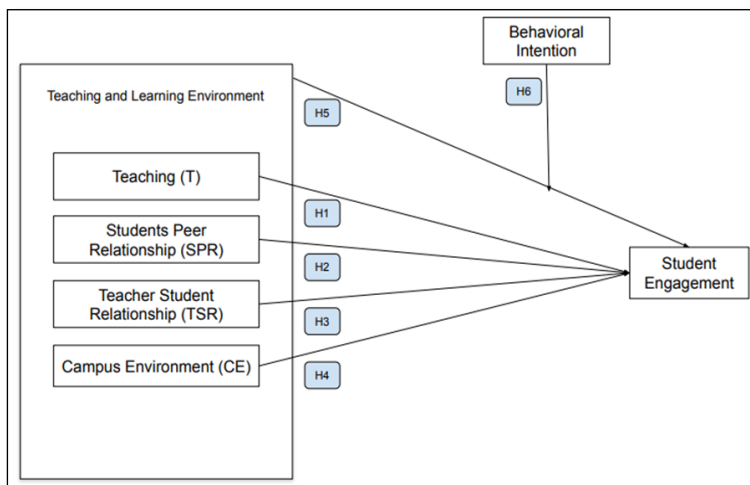 Behavioral
Intention
Teaching and Learning Environment
H6
H5
Teaching (T)
H1
Students Peer
Relationship (SPR)
H2
Student
Engagement
Teacher Student
Relationship (TSR)
H3
Campus Environment (CE)
H4